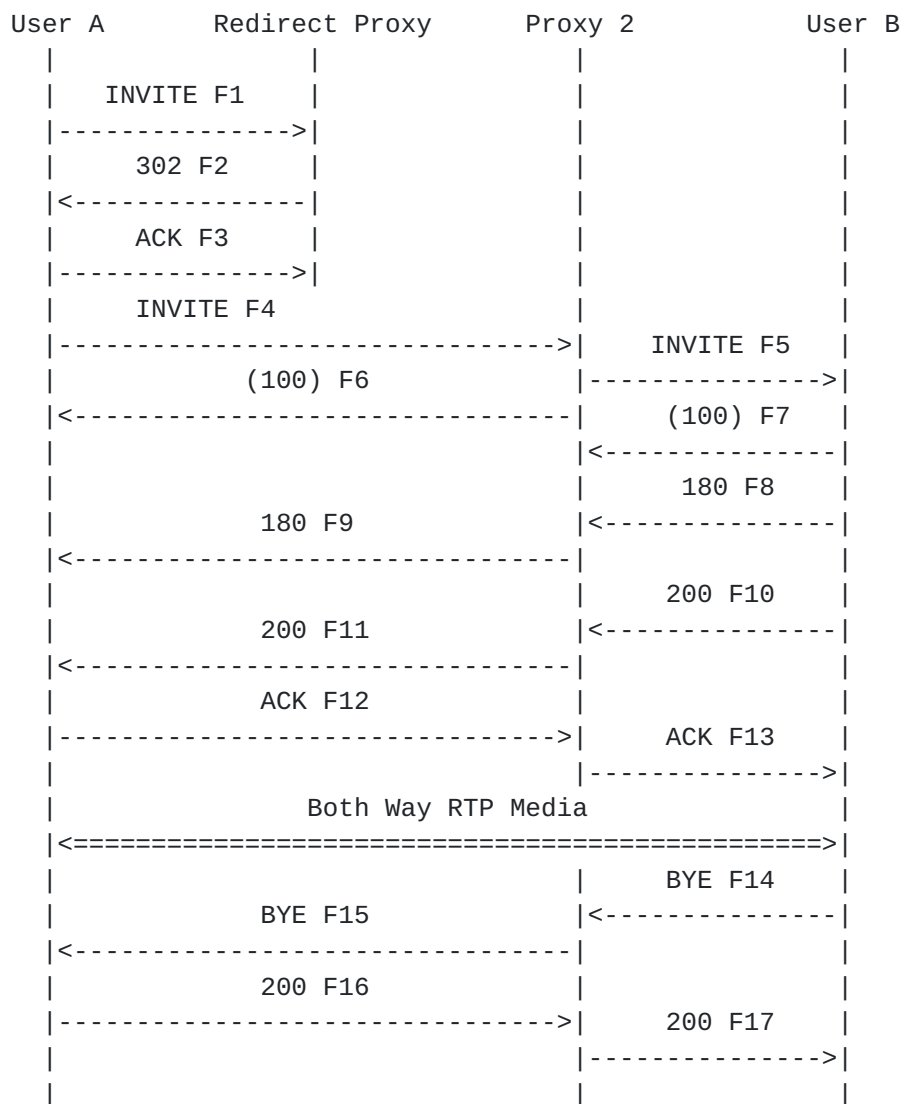 User A Redirect Proxy Proxy 2 User B
INVITE F1
302 F2
ACK F3
INVITE F4
INVITE F5
(100) F6
(100) F7
180 F8
180 F9
200 F10
200 F11
ACK F12
ACK F13
Both Way RTP Media
BYE F14
BYE F15
200 F16
200 F17